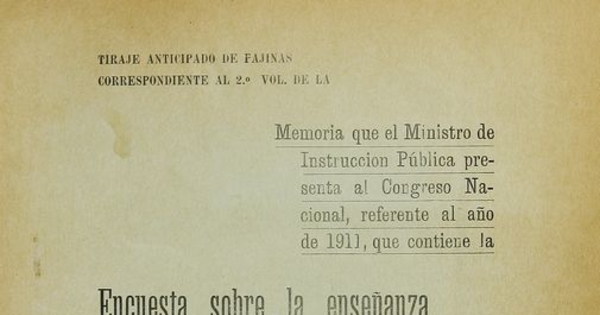 TIRAJE ANTICIPADO DE PAJINAS
CORRESPONDIENTE AL 2.º VOL. DE LA
Memoria que el Ministro de
Instruccion Pública pre-
senta al Congreso Na-
cional, referente al año
de 1911, que contiene la
Encuesta sobre la enseñanza